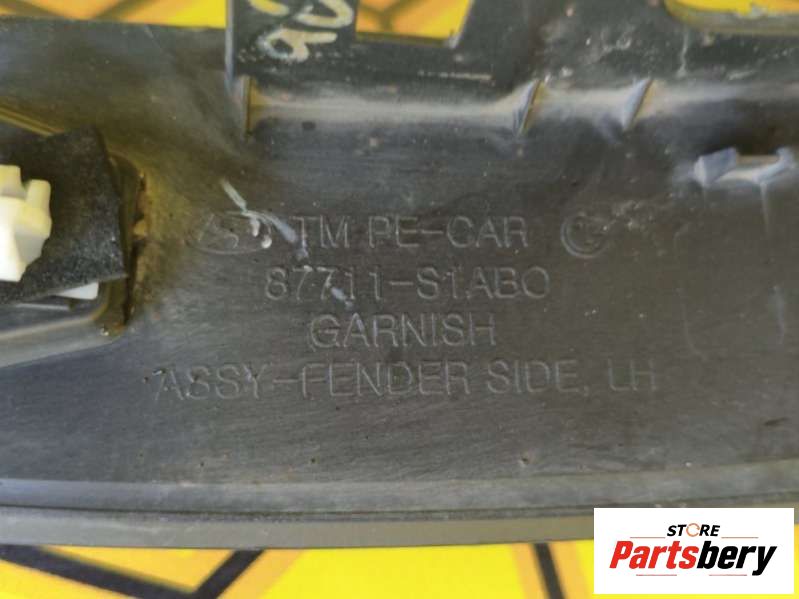 TM PE-CAR
87711-S1AB0
GARNISH
ASSY-FENDER SIDE, LH
STORE
Partsbery